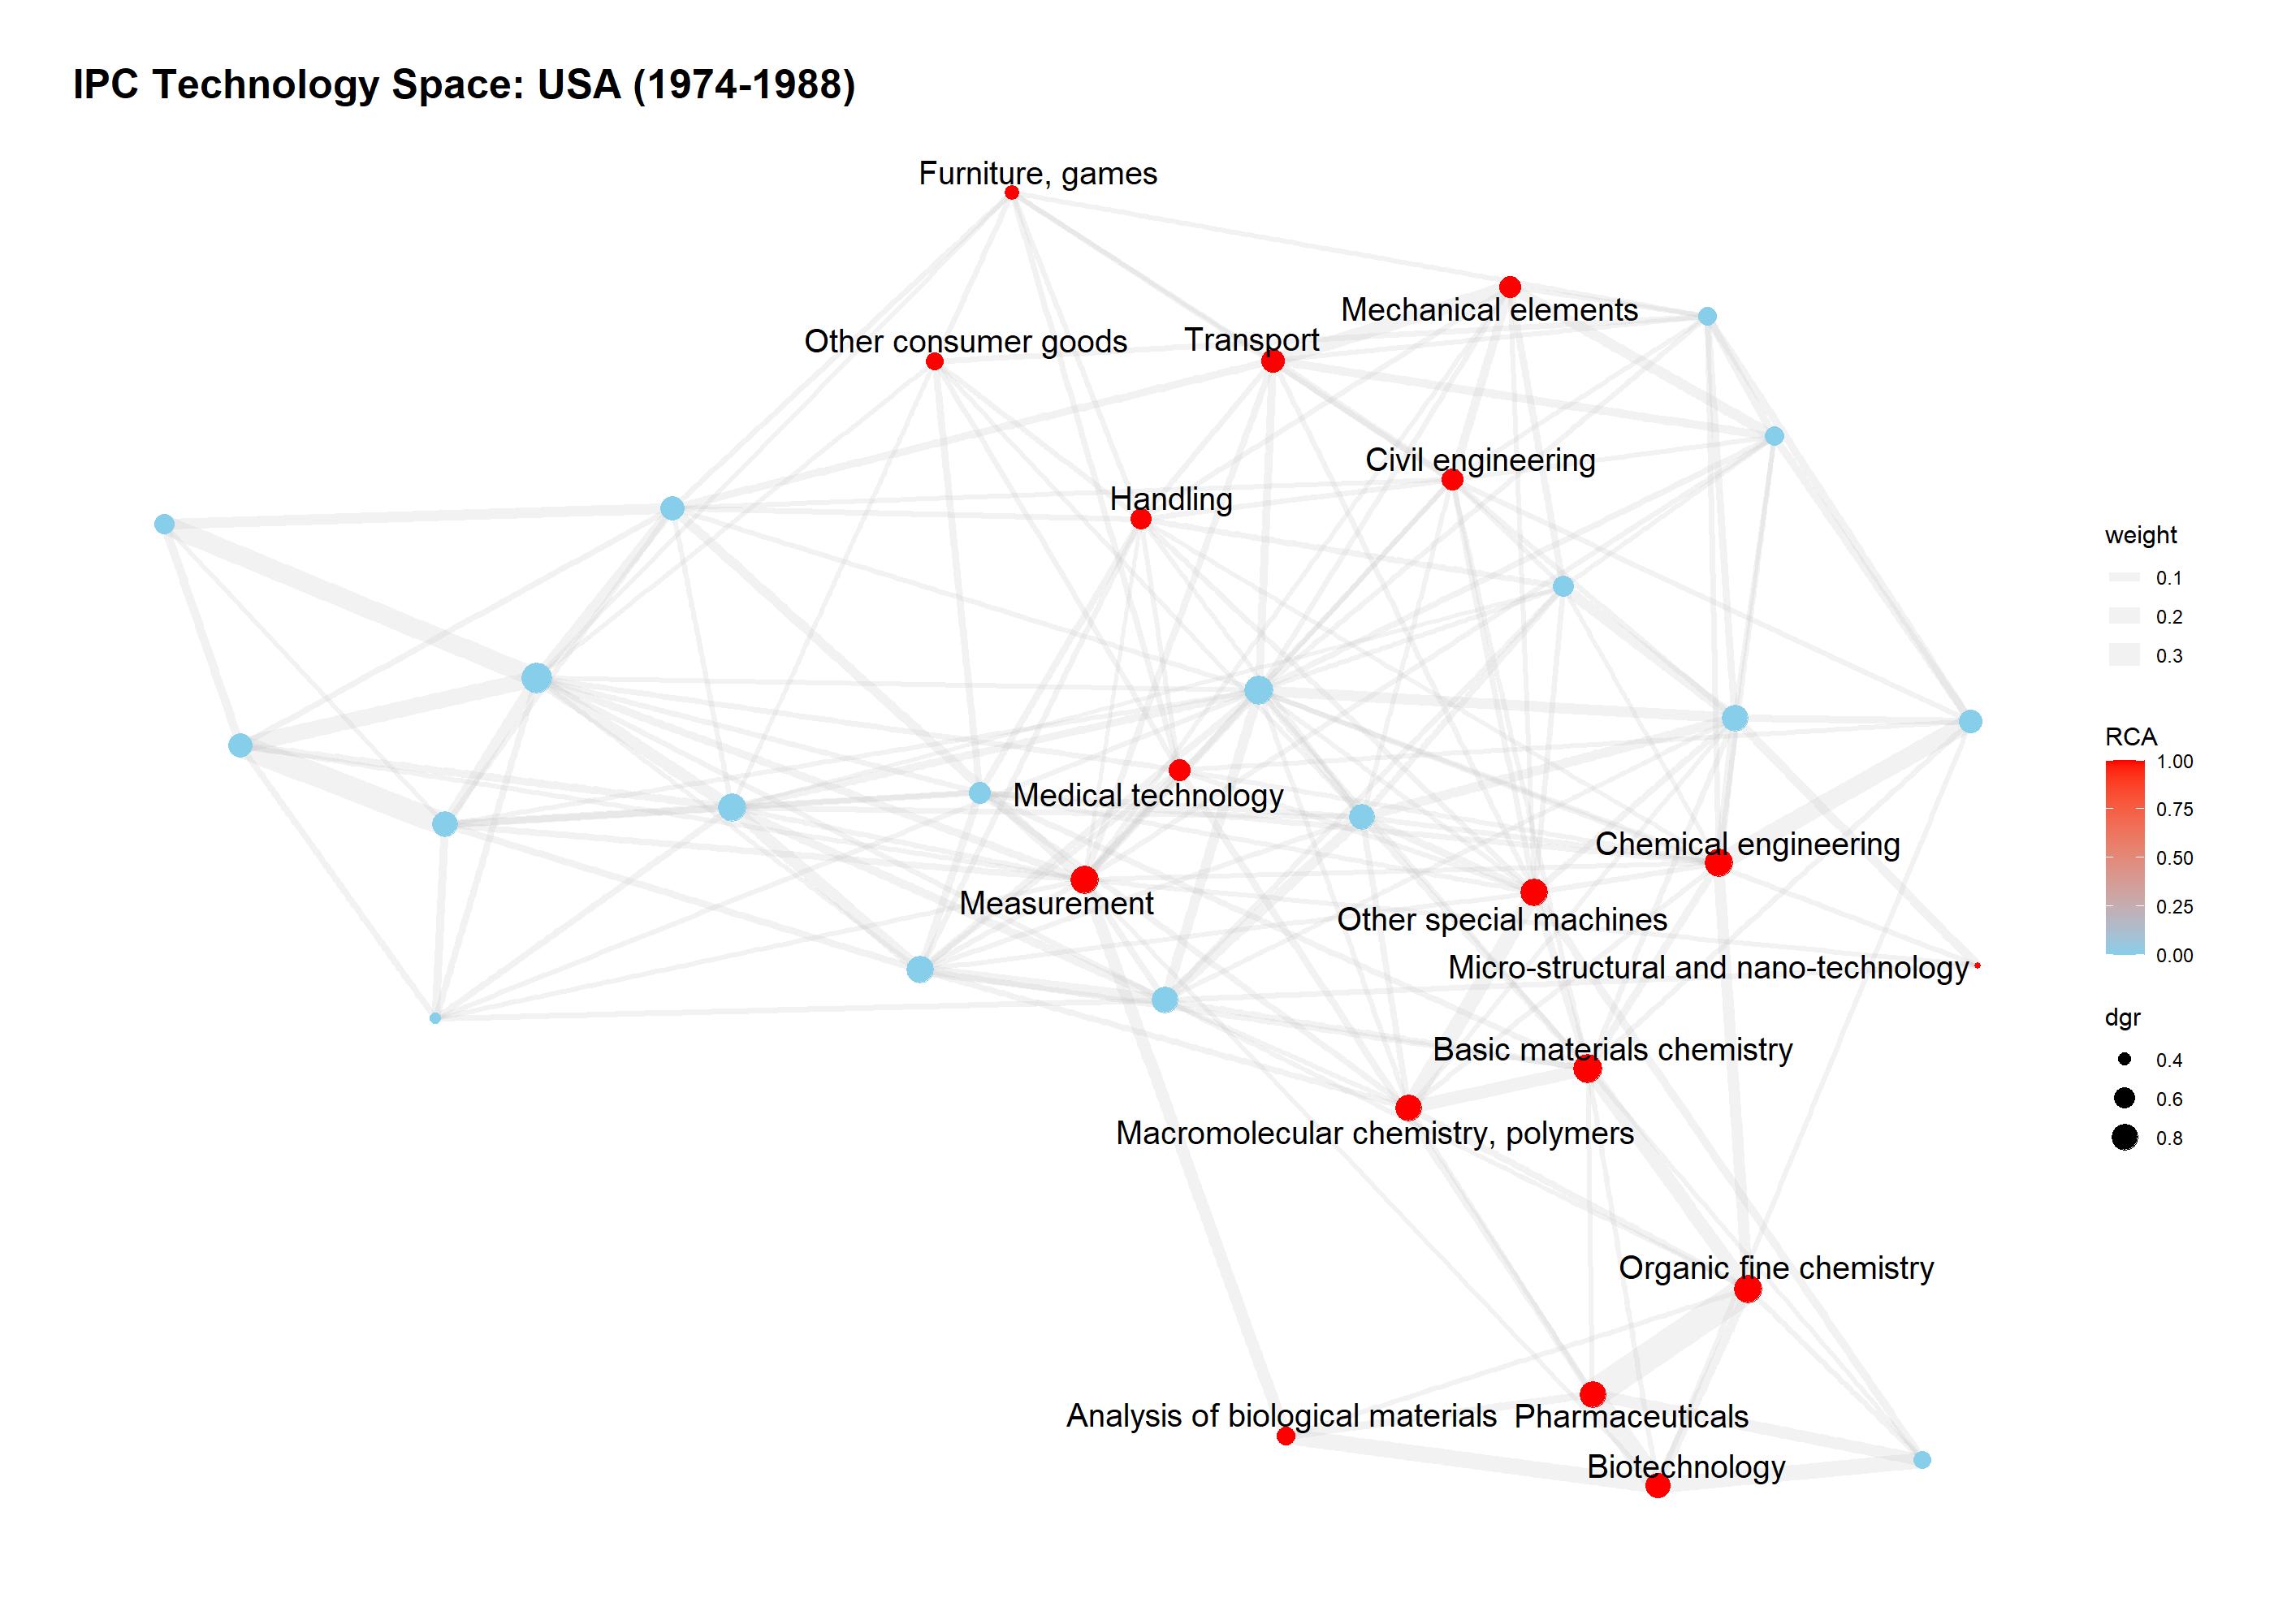 IPC Technology Space: USA (1974-1988)
Furniture, games
Mechanical elements
Other consumer goods
Transport
Civil engineering
Handling
Medical technology
Chemical engineering
Measurement
Other special machines
Micro-structural and nano-technology
Basic materials chemistry
Macromolecular chemistry, polymers
Organic fine chemistry
Analysis of biological materials
Pharmaceuticals
Biotechnology
weight
0.1
0.2
0.3
RCA
1.00
0.75
0.50
0.25
0.00
dgr
0.4
0.6
0.8